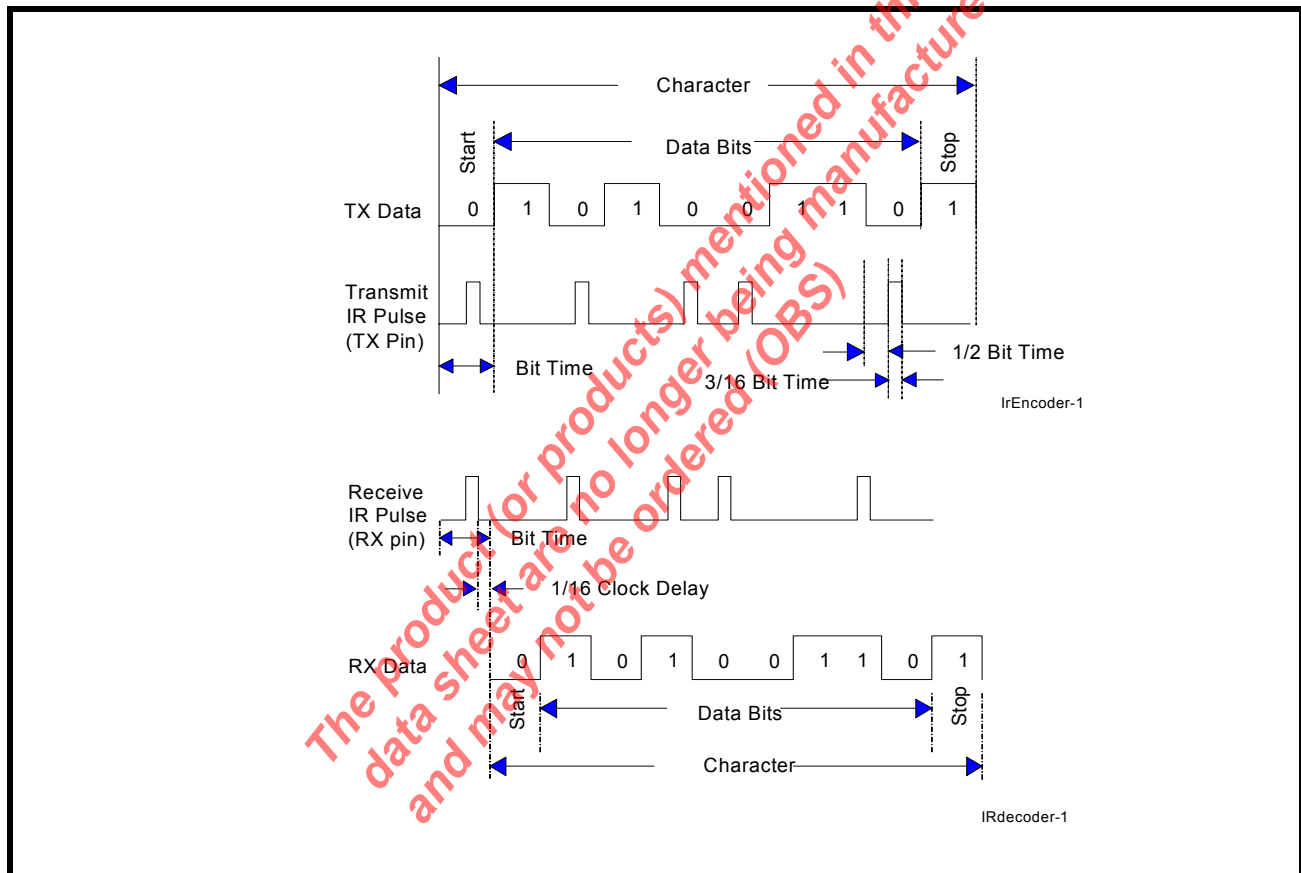 Character
Start
Data Bits
Stop
TX Data
0 1 0 1 0 0 1 1 0 1
Transmit
IR Pulse
(TX Pin)
Bit Time
1/2 Bit Time
3/16 Bit Time
IrEncoder-1
Receive
IR Pulse
(RX pin)
Bit Time
1/16 Clock Delay
RX Data
0 1 0 1 0 0 1 1 0 1
Start
Data Bits
Stop
Character
IRdecoder-1
The product (or products) mentioned in this
data sheet are no longer being manufacture
and may not be ordered (OBS)